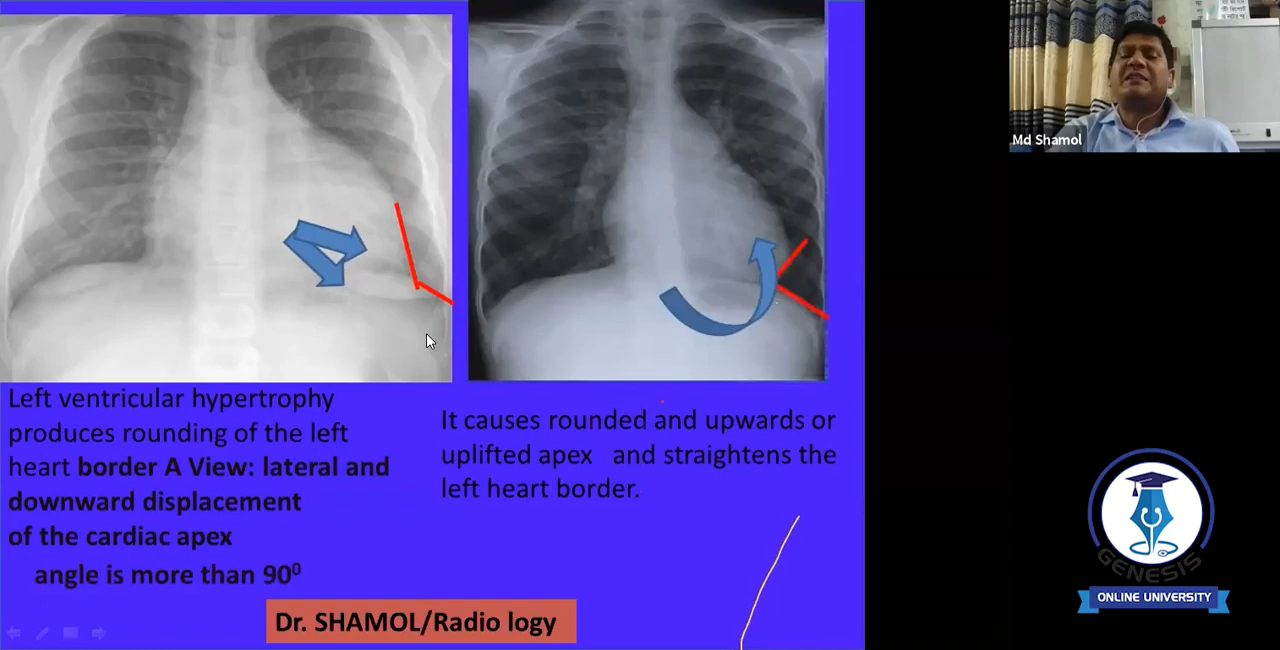 Left ventricular hypertrophy
produces rounding of the left
heart border A View: lateral and
downward displacement
of the cardiac apex
angle is more than 90⁰
It causes rounded and upwards or
uplifted apex and straightens the
left heart border.
Dr. SHAMOL/Radio logy
Md Shamol
GENESIS
ONLINE UNIVERSITY